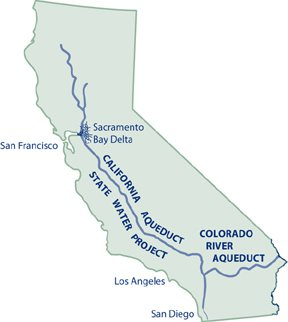 Sacramento
Bay Delta
San Francisco
CALIFORNIA AQUEDUCT
STATE WATER PROJECT
COLORADO
RIVER
AQUEDUCT
Los Angeles
San Diego